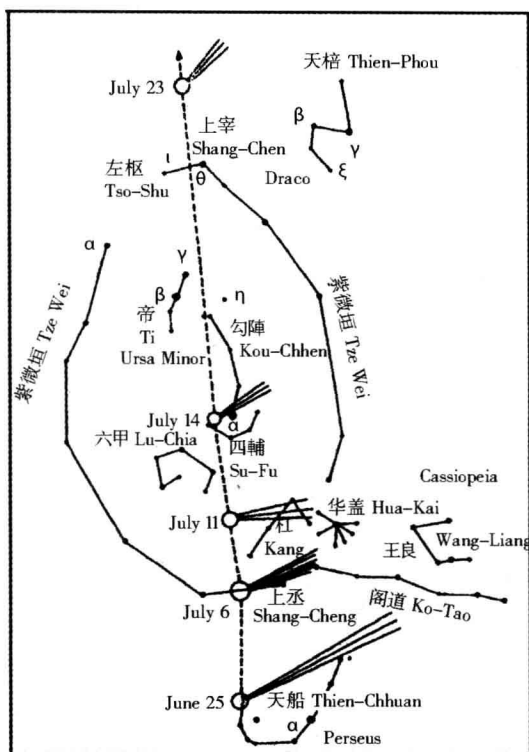 天棓 Thien-Phou
July 23
β
γ
上宰
Shang-Chen
ξ
左枢
ι
Tso-Shu
θ
Draco
α
γ
紫微垣 Tze Wei
β
η
帝
Ti
勾陣
Kou-Chhen
紫微垣 Tze Wei
Ursa Minor
July 14
α
六甲 Lu-Chia
四輔
Su-Fu
Cassiopeia
July 11
华盖 Hua-Kai
杠
Kang
王良
Wang-Liang
July 6
上丞
Shang-Cheng
阁道 Ko-Tao
June 25
天船 Thien-Chhuan
α
Perseus